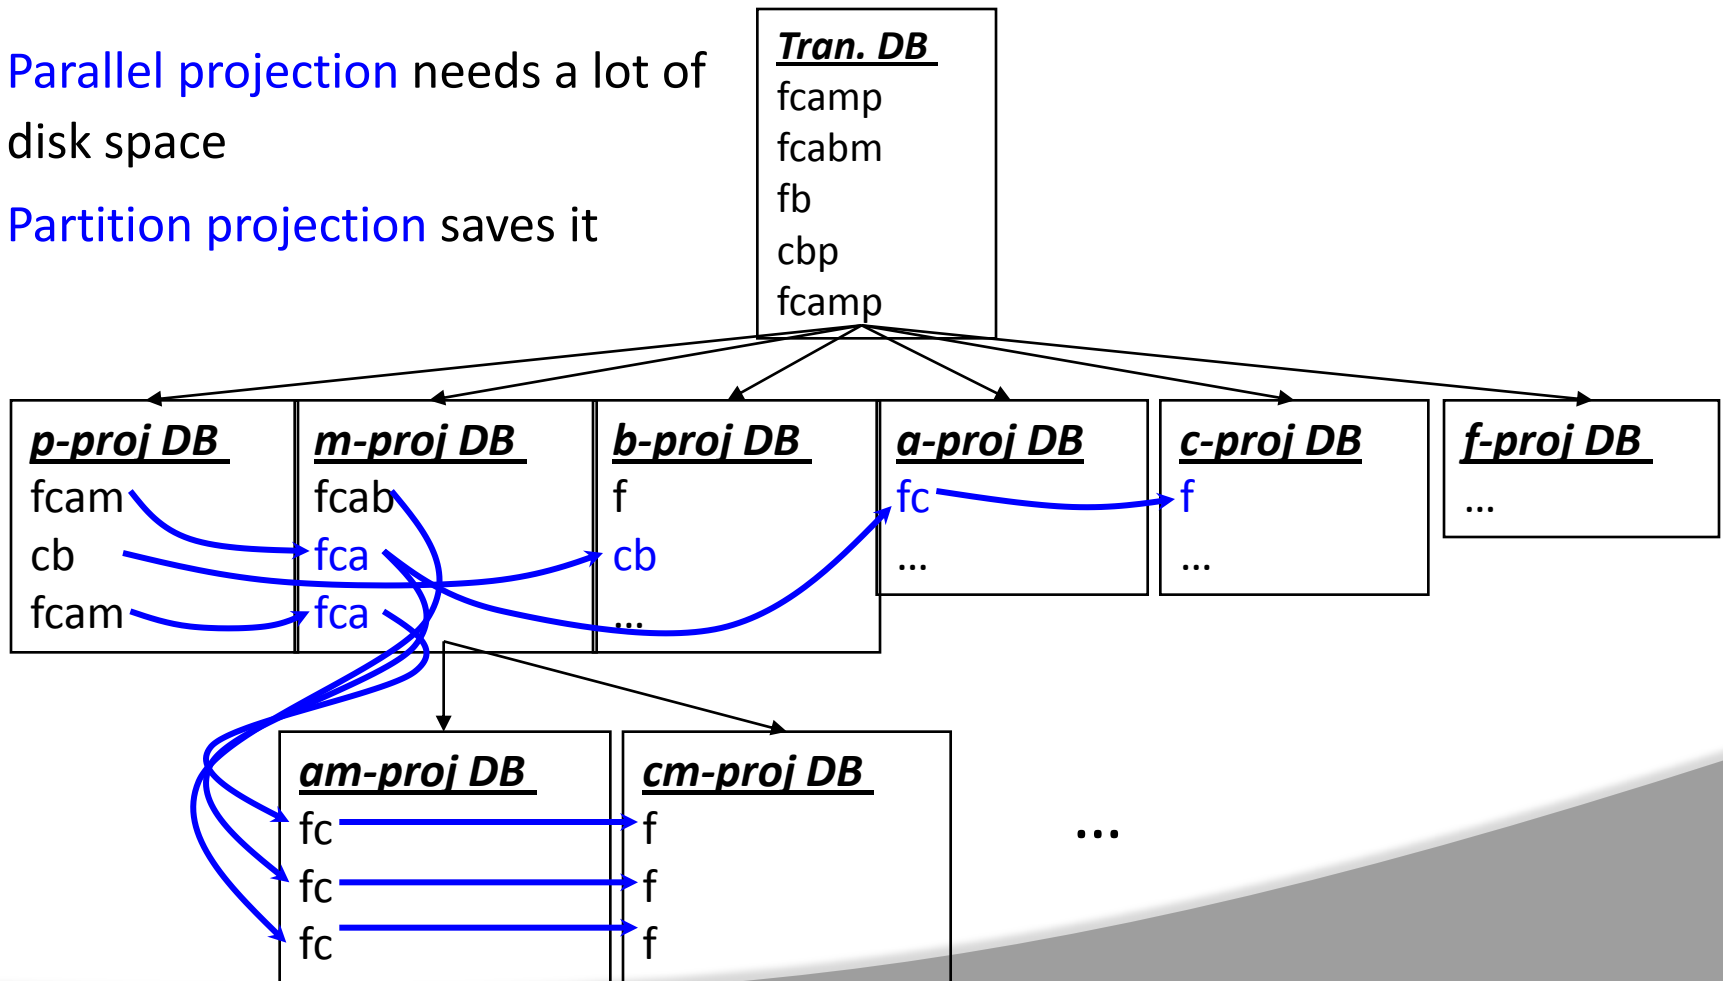 Parallel projection needs a lot of
disk space
Partition projection saves it
Tran. DB
fcamp
fcabm
fb
cbp
fcamp
p-proj DB
fcam
cb
fcam
m-proj DB
fcab
fca
fca
b-proj DB
f
cb
...
a-proj DB
fc
...
c-proj DB
f
...
f-proj DB
...
am-proj DB
fc
fc
fc
cm-proj DB
f
f
f
...